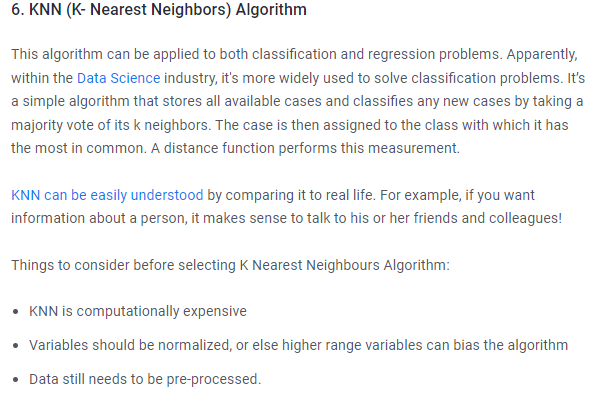 6. KNN (K- Nearest Neighbors) Algorithm
This algorithm can be applied to both classification and regression problems. Apparently,
within the Data Science industry, it's more widely used to solve classification problems. It’s
a simple algorithm that stores all available cases and classifies any new cases by taking a
majority vote of its k neighbors. The case is then assigned to the class with which it has
the most in common. A distance function performs this measurement.
KNN can be easily understood by comparing it to real life. For example, if you want
information about a person, it makes sense to talk to his or her friends and colleagues!
Things to consider before selecting K Nearest Neighbours Algorithm:
• KNN is computationally expensive
• Variables should be normalized, or else higher range variables can bias the algorithm
• Data still needs to be pre-processed.